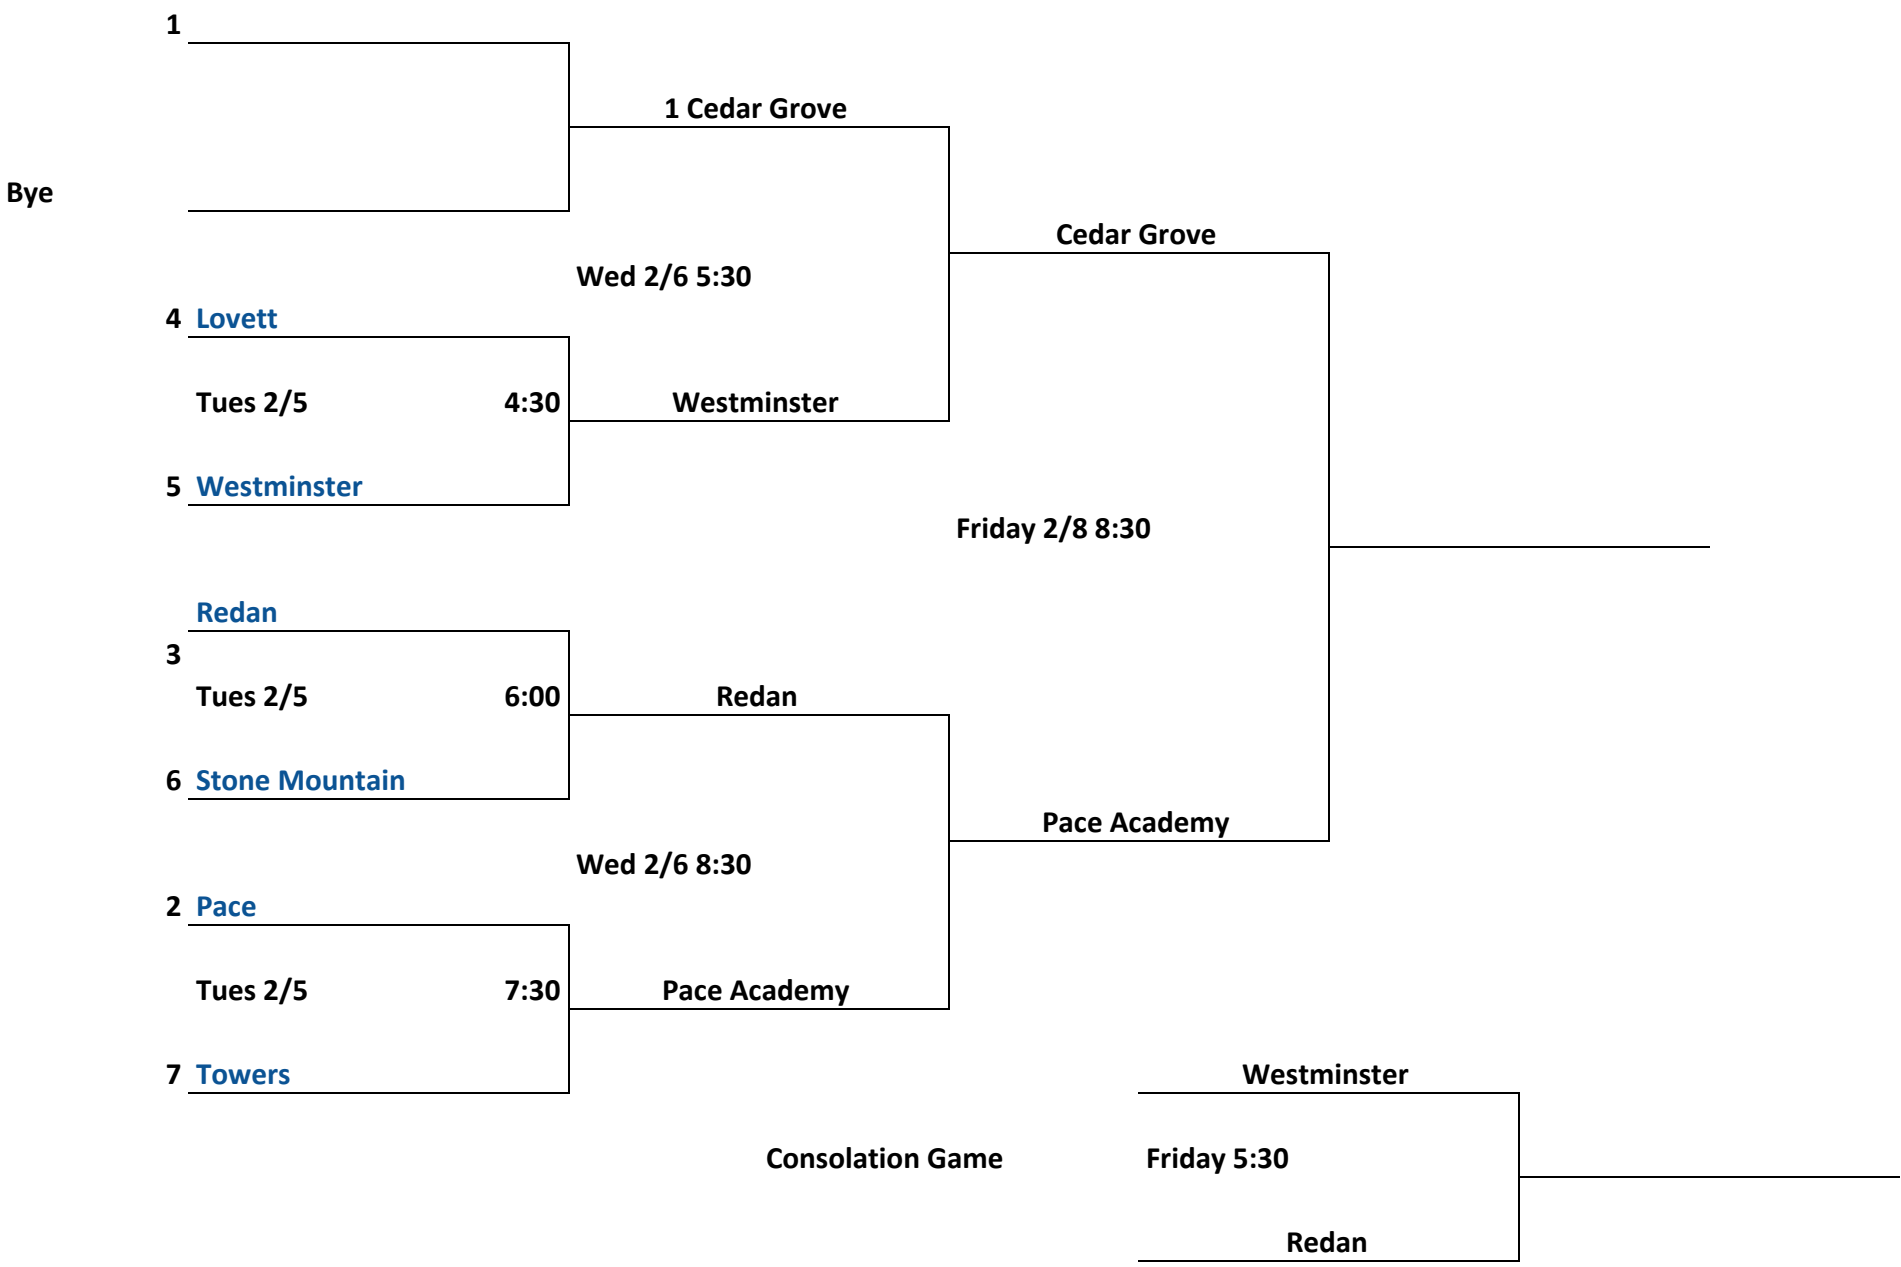 1
1 Cedar Grove
Bye
Cedar Grove
Wed 2/6 5:30
4 Lovett
Tues 2/5 4:30
Westminster
5 Westminster
Friday 2/8 8:30
Redan
3
Tues 2/5 6:00
Redan
6 Stone Mountain
Pace Academy
Wed 2/6 8:30
2 Pace
Tues 2/5 7:30
Pace Academy
7 Towers
Westminster
Consolation Game
Friday 5:30
Redan